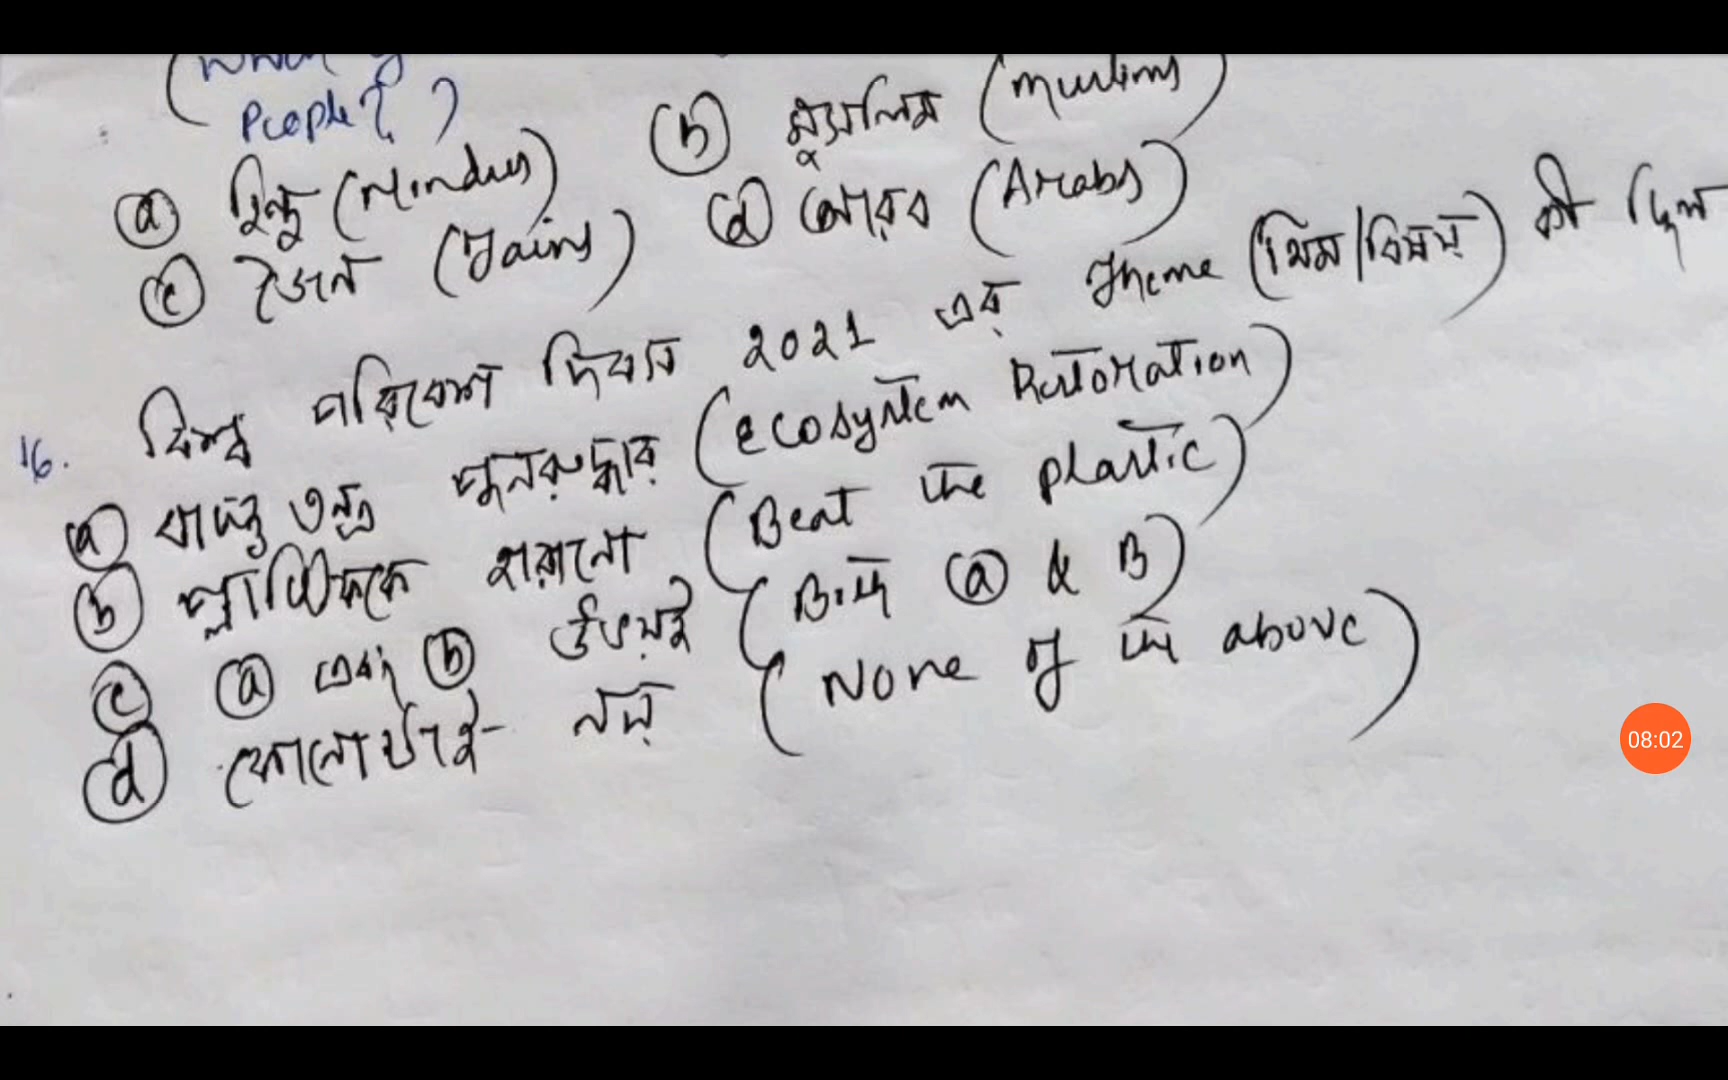 People?)
(a) হিন্দু (Hindus) (b) মুসলিম (Muslims)
(c) জৈন (Jains) (d) আরব (Arabs)
16. বিশ্ব পরিবেশ দিবস 2021 এর Theme (থিম/বিষয়) কী ছিল
(a) বাস্তুতন্ত্র পুনরুদ্ধার (Ecosystem Restoration)
(b) প্লাস্টিককে হারানো (Beat the plastic)
(c) (a) এবং (b) উভয়ই (Both (a) & B)
(d) কোনোটাই নয় (None of the above)
08:02